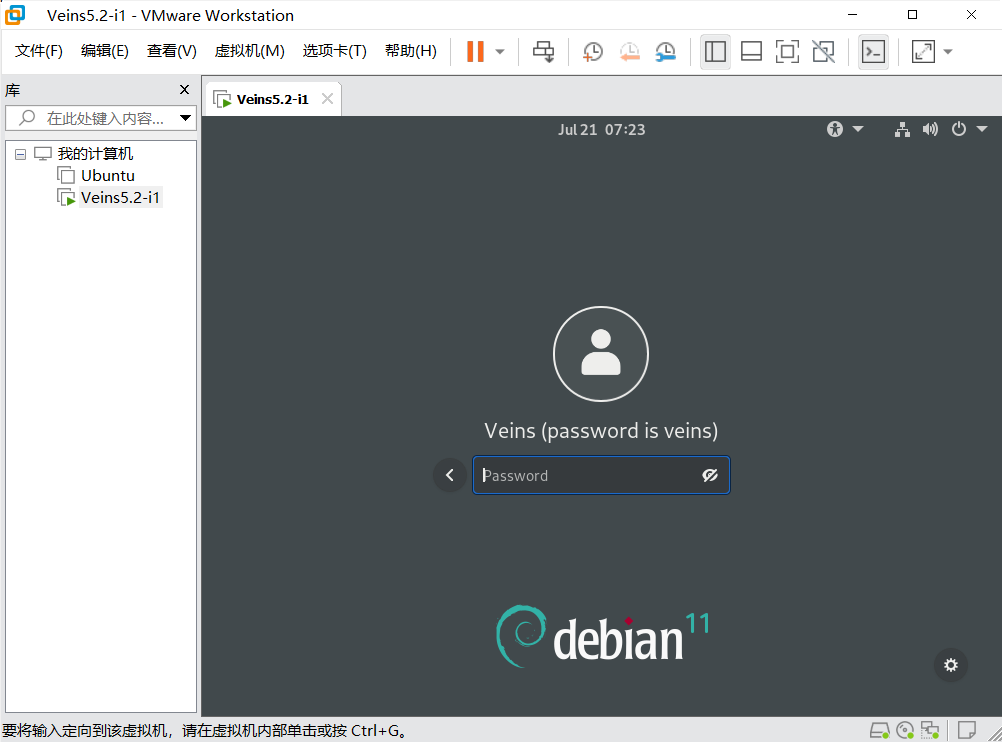 Veins5.2-i1 - VMware Workstation
文件(F) 编辑(E) 查看(V) 虚拟机(M) 选项卡(T) 帮助(H)
库
在此处键入内容...
我的计算机
Ubuntu
Veins5.2-i1
Veins5.2-i1
Jul 21 07:23
Veins (password is veins)
Password
debian 11
要将输入定向到该虚拟机，请在虚拟机内部单击或按 Ctrl+G。